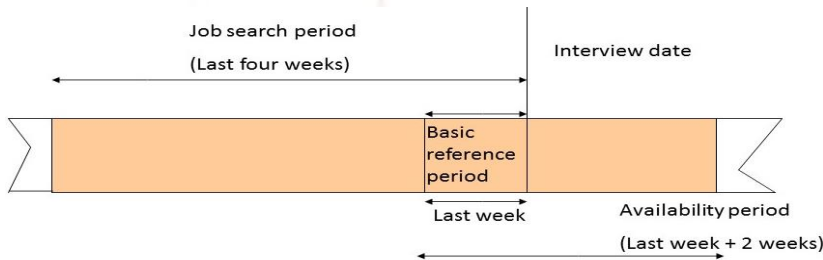 Job search period
(Last four weeks)
Interview date
Basic
reference
period
Last week
Availability period
(Last week + 2 weeks)